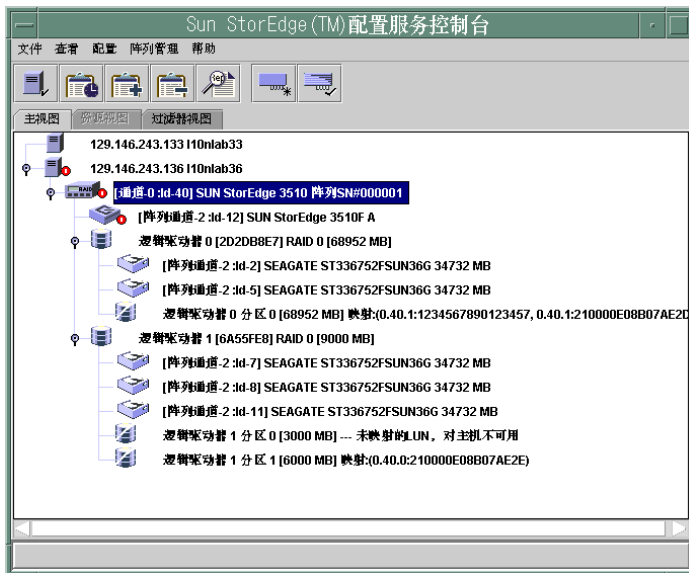 Sun StorEdge(TM)配置服务控制台
文件 查看 配置 阵列管理 帮助
主视图 资源视图 过滤器视图
129.146.243.133 l10nlab33
129.146.243.136 l10nlab36
[通道-0 :Id-40] SUN StorEdge 3510 阵列SN#000001
[阵列通道-2 :Id-12] SUN StorEdge 3510F A
逻辑驱动器 0 [2D2DB8E7] RAID 0 [68952 MB]
[阵列通道-2 :Id-2] SEAGATE ST336752FSUN36G 34732 MB
[阵列通道-2 :Id-5] SEAGATE ST336752FSUN36G 34732 MB
逻辑驱动器 0 分区 0 [68952 MB] 映射:(0.40.1:1234567890123457, 0.40.1:210000E08B07AE2D
逻辑驱动器 1 [6A55FE8] RAID 0 [9000 MB]
[阵列通道-2 :Id-7] SEAGATE ST336752FSUN36G 34732 MB
[阵列通道-2 :Id-8] SEAGATE ST336752FSUN36G 34732 MB
[阵列通道-2 :Id-11] SEAGATE ST336752FSUN36G 34732 MB
逻辑驱动器 1 分区 0 [3000 MB] --- 未映射的LUN，对主机不可用
逻辑驱动器 1 分区 1 [6000 MB] 映射:(0.40.0:210000E08B07AE2E)